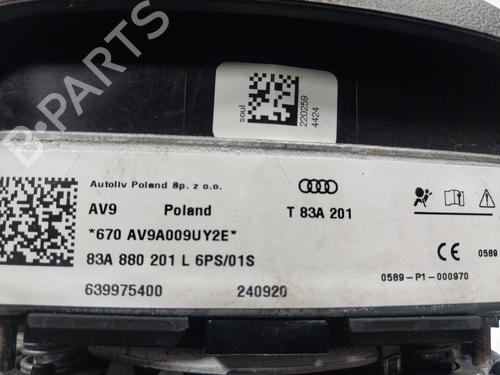 soul
220259
4424
Autoliv Poland Sp. z o.o.
AV9 Poland T 83A 201
*670 AV9A009UY2E*
83A 880 201 L 6PS/01S
639975400 240920
CE 0589
0589-P1-000970
B-PARTS